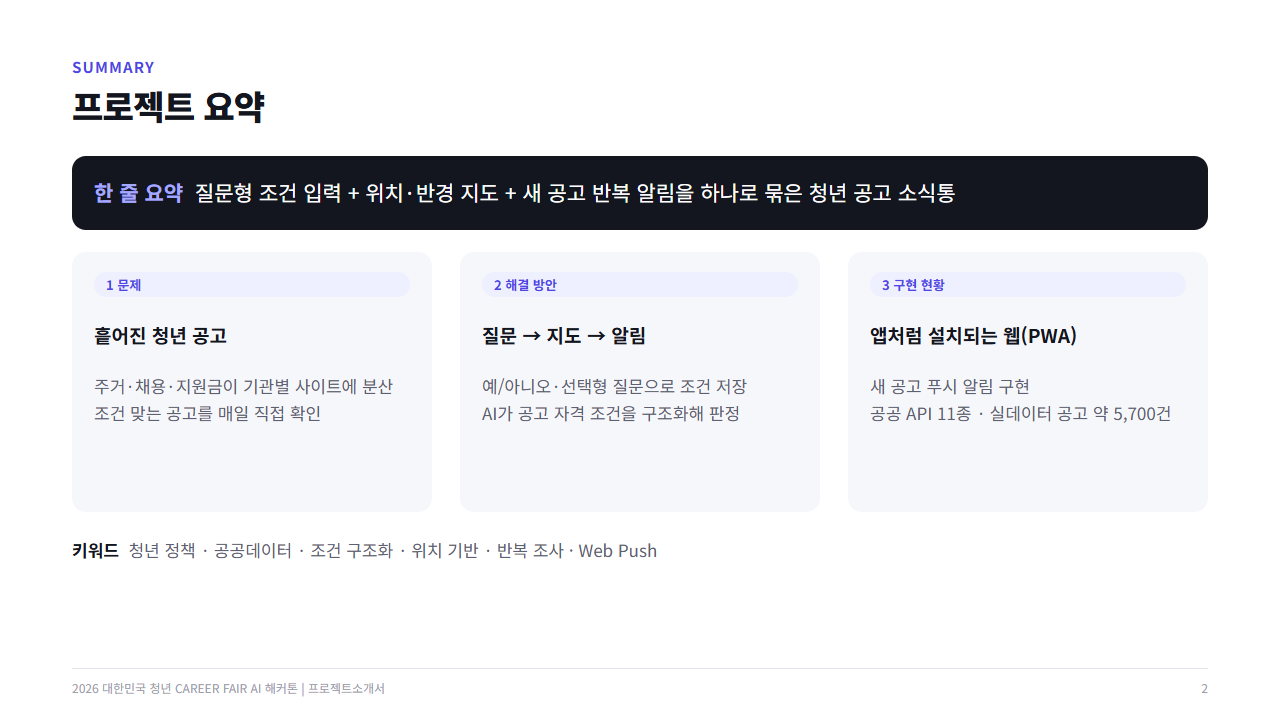 SUMMARY
프로젝트 요약
한 줄 요약 질문형 조건 입력 + 위치·반경 지도 + 새 공고 반복 알림을 하나로 묶은 청년 공고 소식통
1 문제
흩어진 청년 공고
주거·채용·지원금이 기관별 사이트에 분산
조건 맞는 공고를 매일 직접 확인
2 해결 방안
질문 → 지도 → 알림
예/아니오·선택형 질문으로 조건 저장
AI가 공고 자격 조건을 구조화해 판정
3 구현 현황
앱처럼 설치되는 웹(PWA)
새 공고 푸시 알림 구현
공공 API 11종 · 실데이터 공고 약 5,700건
키워드 청년 정책 · 공공데이터 · 조건 구조화 · 위치 기반 · 반복 조사 · Web Push
2026 대한민국 청년 CAREER FAIR AI 해커톤 | 프로젝트소개서
2